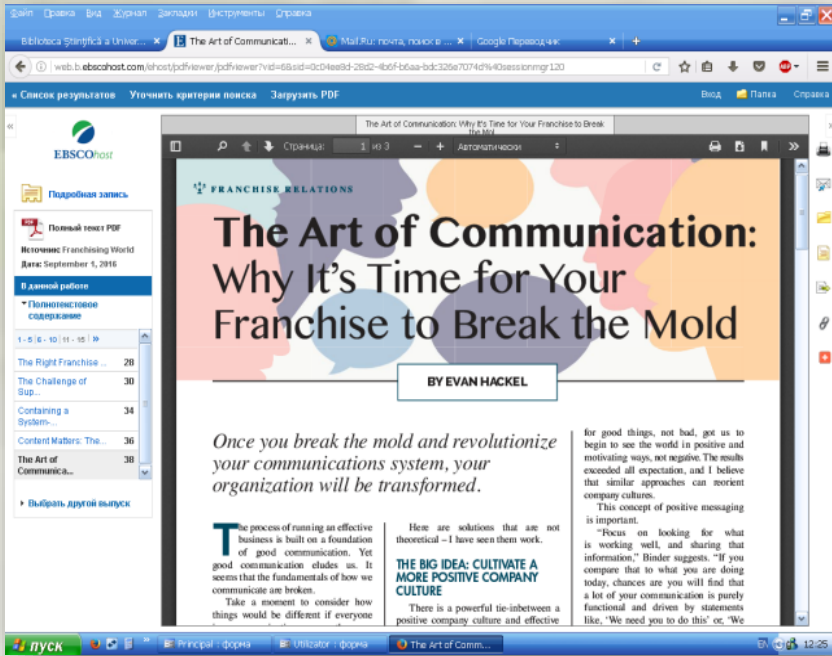 Файл Правка Вид Журнал Закладки Инструменты Справка
Biblioteca Științifică a Univer... × The Art of Communicati... × Mail.Ru: почта, поиск в ... × Google Переводчик × +
web.b.ebscohost.com/ehost/pdfviewer/pdfviewer?vid=6&sid=0c04ee8d-28d2-4b6f-b6aa-bdc326e7074d%40sessionmgr120
« Список результатов Уточнить критерии поиска Загрузить PDF Вход Папка Справка
The Art of Communication: Why It's Time for Your Franchise to Break
the Mol
Страница: 1 из 3 − + Автоматически
EBSCOhost
Подробная запись
PDF Полный текст PDF
Источник: Franchising World
Дата: September 1, 2016
В данной работе
Полнотекстовое
содержание
1 - 5 | 6 - 10 | 11 - 15 | »
The Right Franchise ... 28
The Challenge of 30
Sup...
Containing a 34
System-...
Content Matters: The... 36
The Art of 38
Communica...
Выбрать другой выпуск
FRANCHISE RELATIONS
The Art of Communication:
Why It's Time for Your
Franchise to Break the Mold
BY EVAN HACKEL
Once you break the mold and revolutionize
your communications system, your
organization will be transformed.
The process of running an effective
business is built on a foundation
of good communication. Yet
good communication eludes us. It
seems that the fundamentals of how we
communicate are broken.
Take a moment to consider how
things would be different if everyone
Here are solutions that are not
theoretical – I have seen them work.
THE BIG IDEA: CULTIVATE A
MORE POSITIVE COMPANY
CULTURE
There is a powerful tie-inbetween a
positive company culture and effective
for good things, not bad, got us to
begin to see the world in positive and
motivating ways, not negative. The results
exceeded all expectation, and I believe
that similar approaches can reorient
company cultures.
This concept of positive messaging
is important.
"Focus on looking for what
is working well, and sharing that
information," Binder suggests. "If you
compare that to what you are doing
today, chances are you will find that
a lot of your communication is purely
functional and driven by statements
like, 'We need you to do this' or, 'We
пуск Principal : форма Utilizator : форма The Art of Comm... 12:25